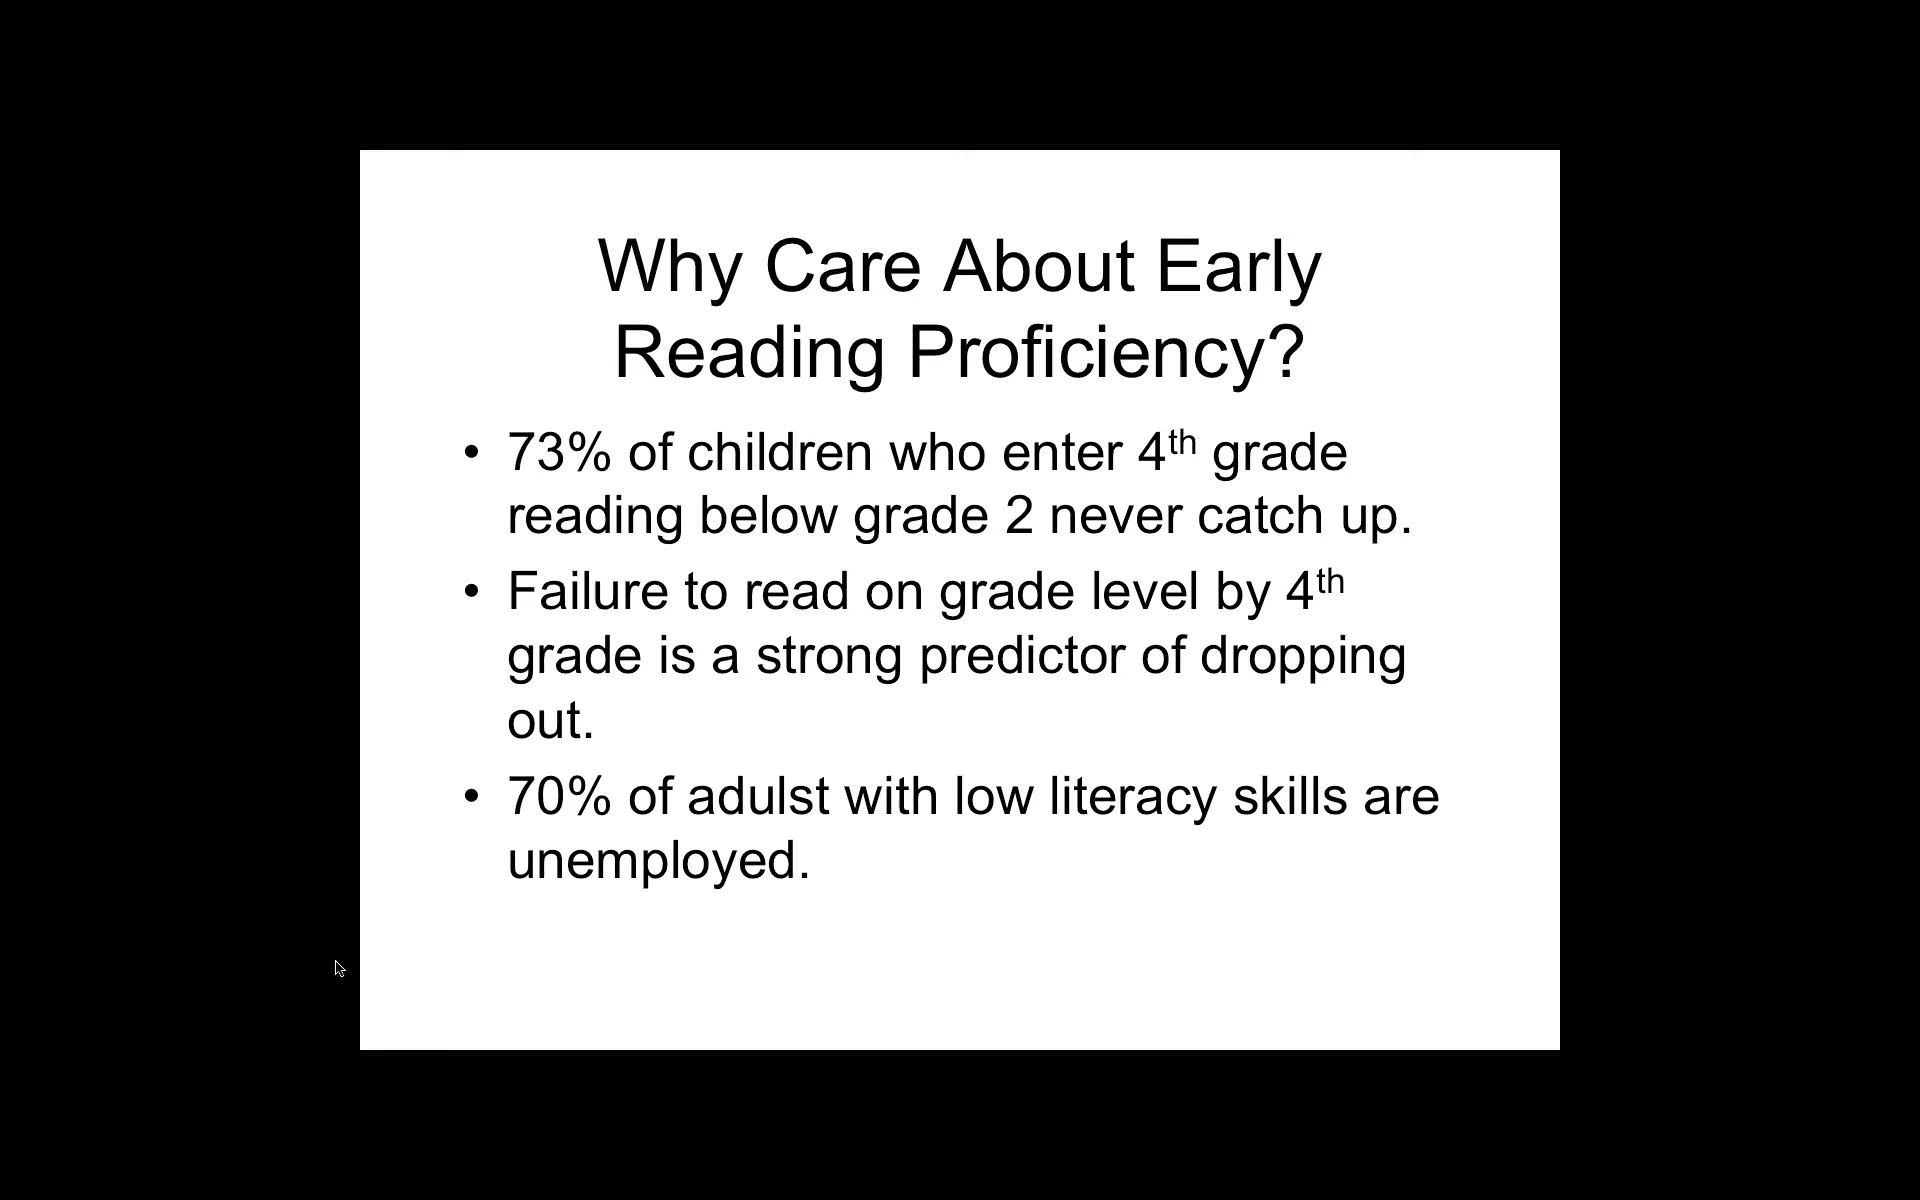 Why Care About Early
Reading Proficiency?
• 73% of children who enter 4th grade
reading below grade 2 never catch up.
• Failure to read on grade level by 4th
grade is a strong predictor of dropping
out.
• 70% of adulst with low literacy skills are
unemployed.